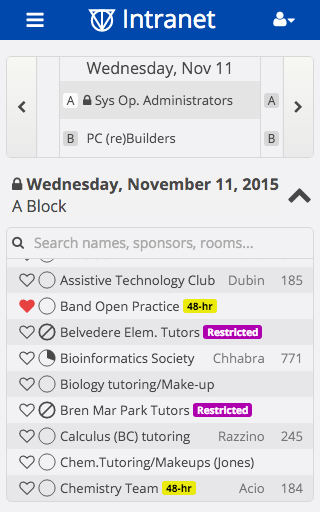 Intranet
Wednesday, Nov 11
A Sys Op. Administrators A
B PC (re)Builders B
Wednesday, November 11, 2015
A Block
Search names, sponsors, rooms...
Assistive Technology Club Dubin 185
Band Open Practice 48-hr
Belvedere Elem. Tutors Restricted
Bioinformatics Society Chhabra 771
Biology tutoring/Make-up
Bren Mar Park Tutors Restricted
Calculus (BC) tutoring Razzino 245
Chem.Tutoring/Makeups (Jones)
Chemistry Team 48-hr Acio 184